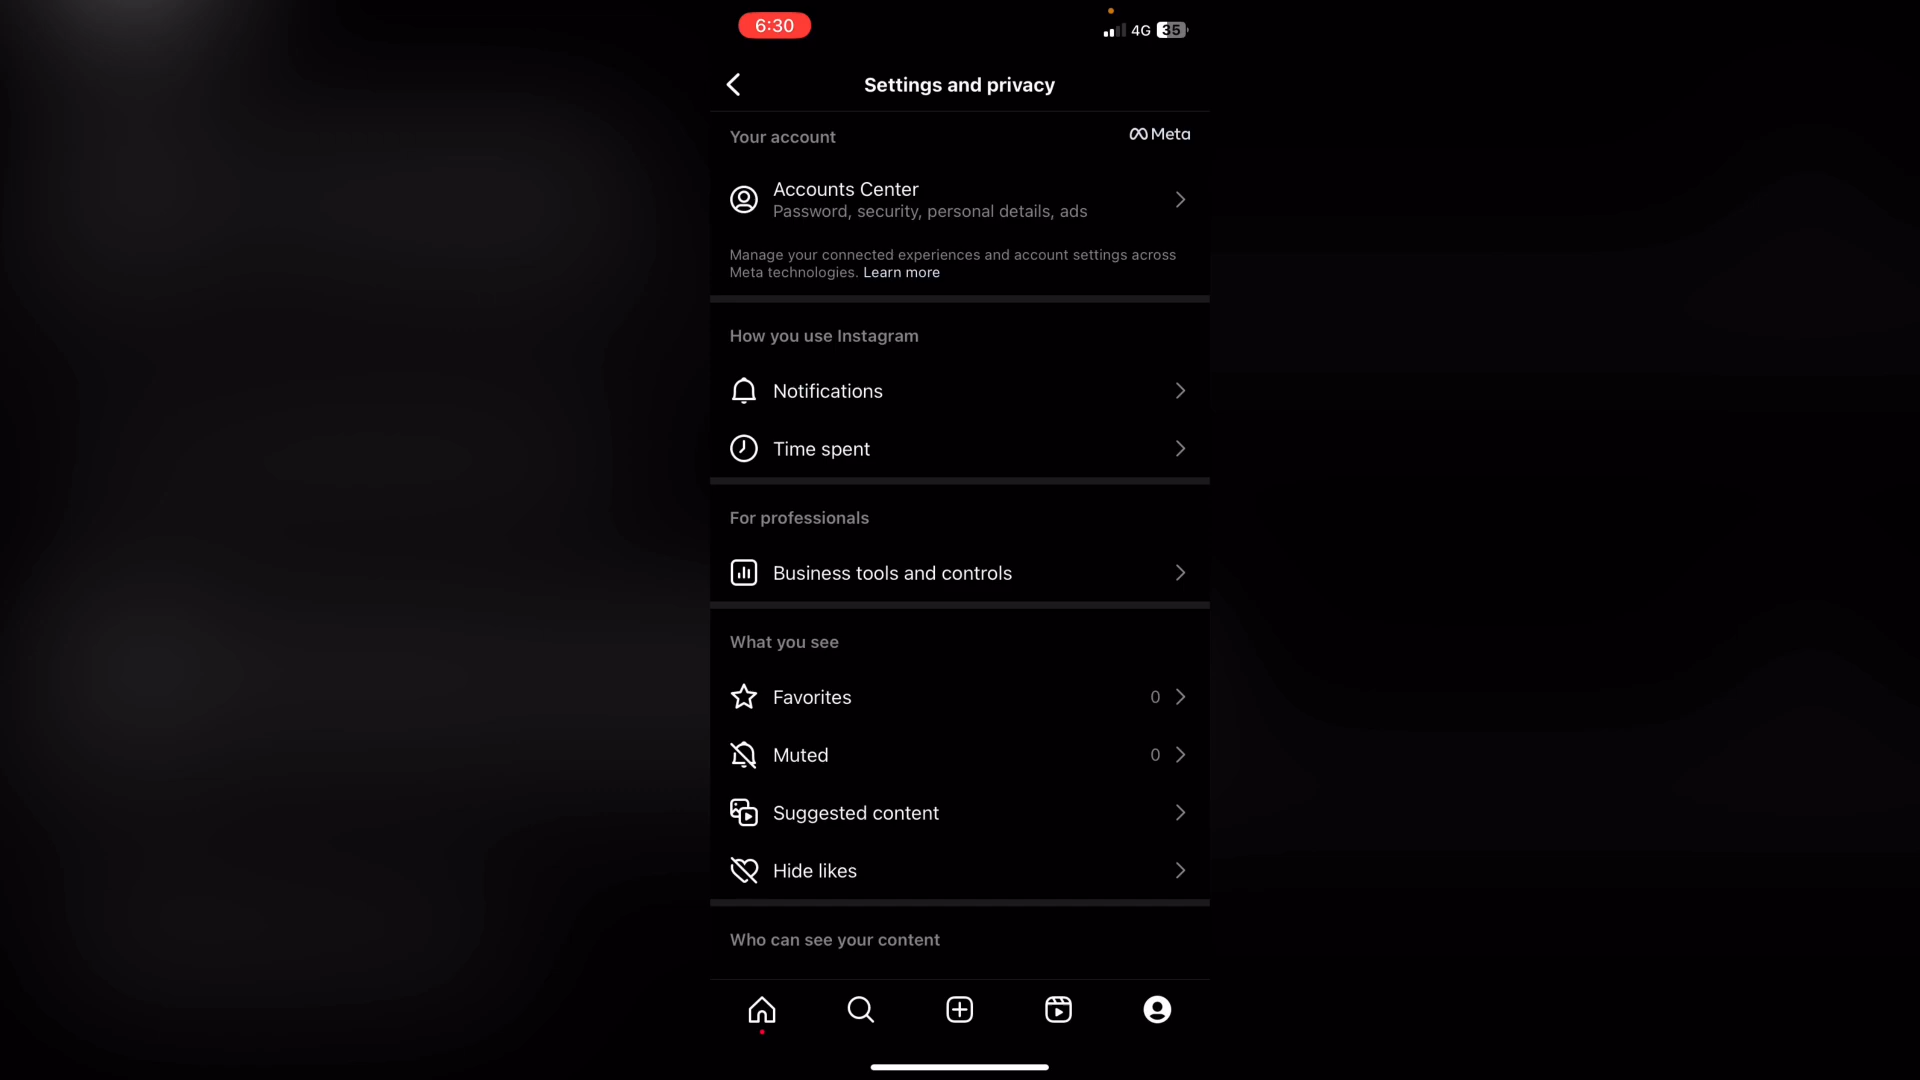 6:30
4G 35
Settings and privacy
Your account
Meta
Accounts Center
Password, security, personal details, ads
Manage your connected experiences and account settings across
Meta technologies. Learn more
How you use Instagram
Notifications
Time spent
For professionals
Business tools and controls
What you see
Favorites 0
Muted 0
Suggested content
Hide likes
Who can see your content